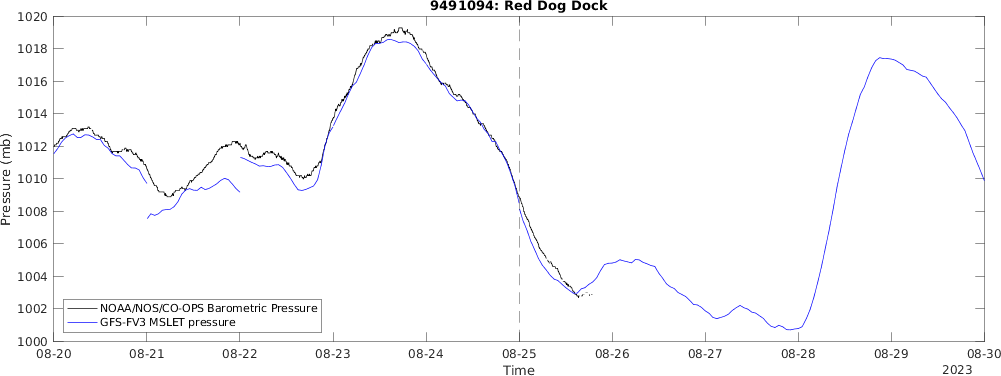 9491094: Red Dog Dock
1020
1018
1016
1014
1012
1010
1008
1006
1004
1002
1000
Pressure (mb)
NOAA/NOS/CO-OPS Barometric Pressure
GFS-FV3 MSLET pressure
08-20 08-21 08-22 08-23 08-24 08-25 08-26 08-27 08-28 08-29 08-30
Time
2023